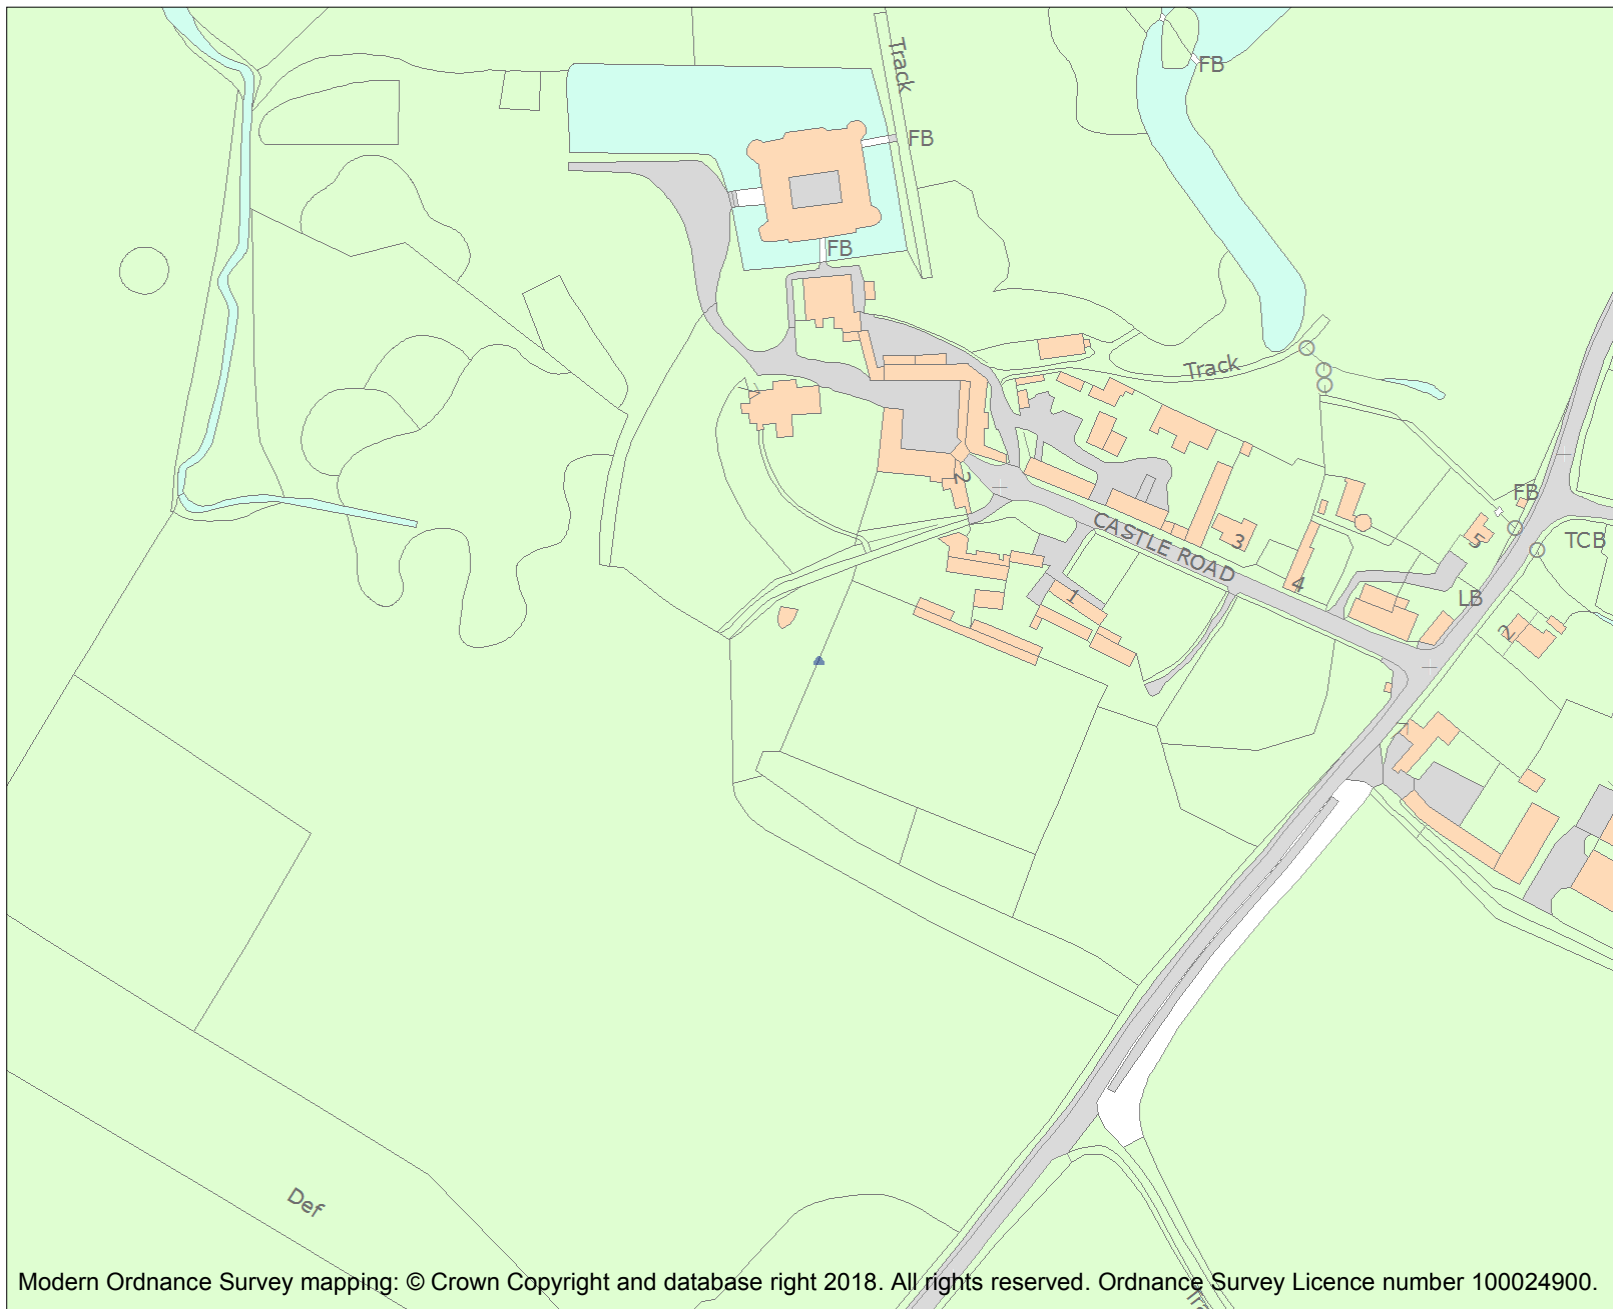 Track
FB
FB
FB
Track
2
FB
CASTLE ROAD
3
5
TCB
4
1
LB
2
Def
Modern Ordnance Survey mapping: © Crown Copyright and database right 2018. All rights reserved. Ordnance Survey Licence number 100024900.